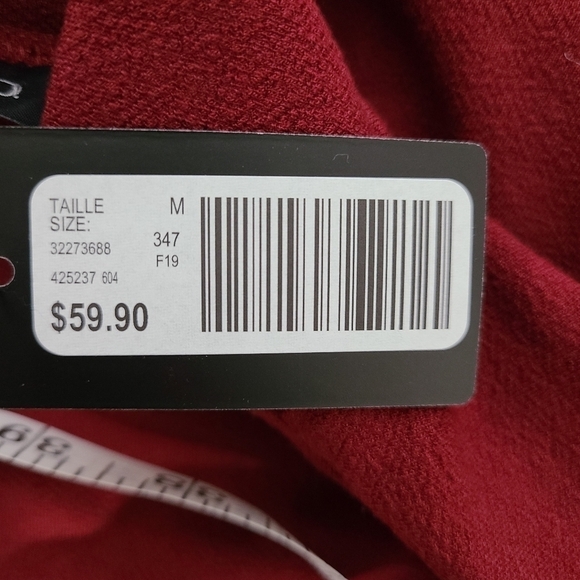 TAILLE M
SIZE:
32273688 347
F19
425237 604
$59.90